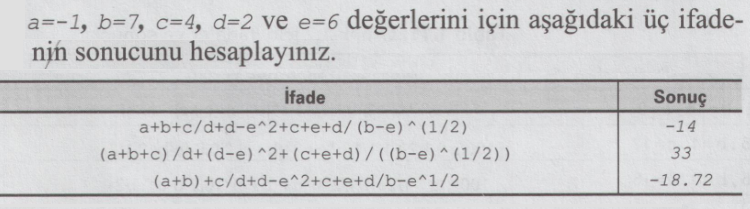 a=-1, b=7, c=4, d=2 ve e=6 değerlerini için aşağıdaki üç ifade-
nin sonucunu hesaplayınız.
İfade Sonuç
a+b+c/d+d-e^2+c+e+d/(b-e)^(1/2) -14
(a+b+c)/d+(d-e)^2+(c+e+d)/((b-e)^(1/2)) 33
(a+b)+c/d+d-e^2+c+e+d/b-e^1/2 -18.72